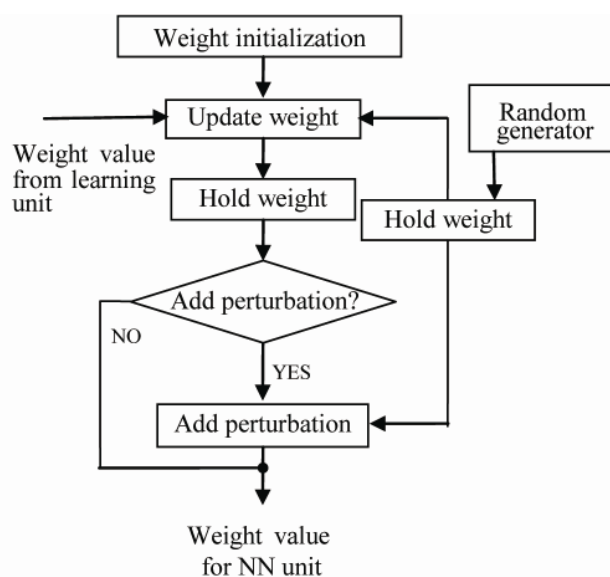 Weight initialization
Update weight
Random
generator
Weight value
from learning
unit
Hold weight
Hold weight
Add perturbation?
NO
YES
Add perturbation
Weight value
for NN unit